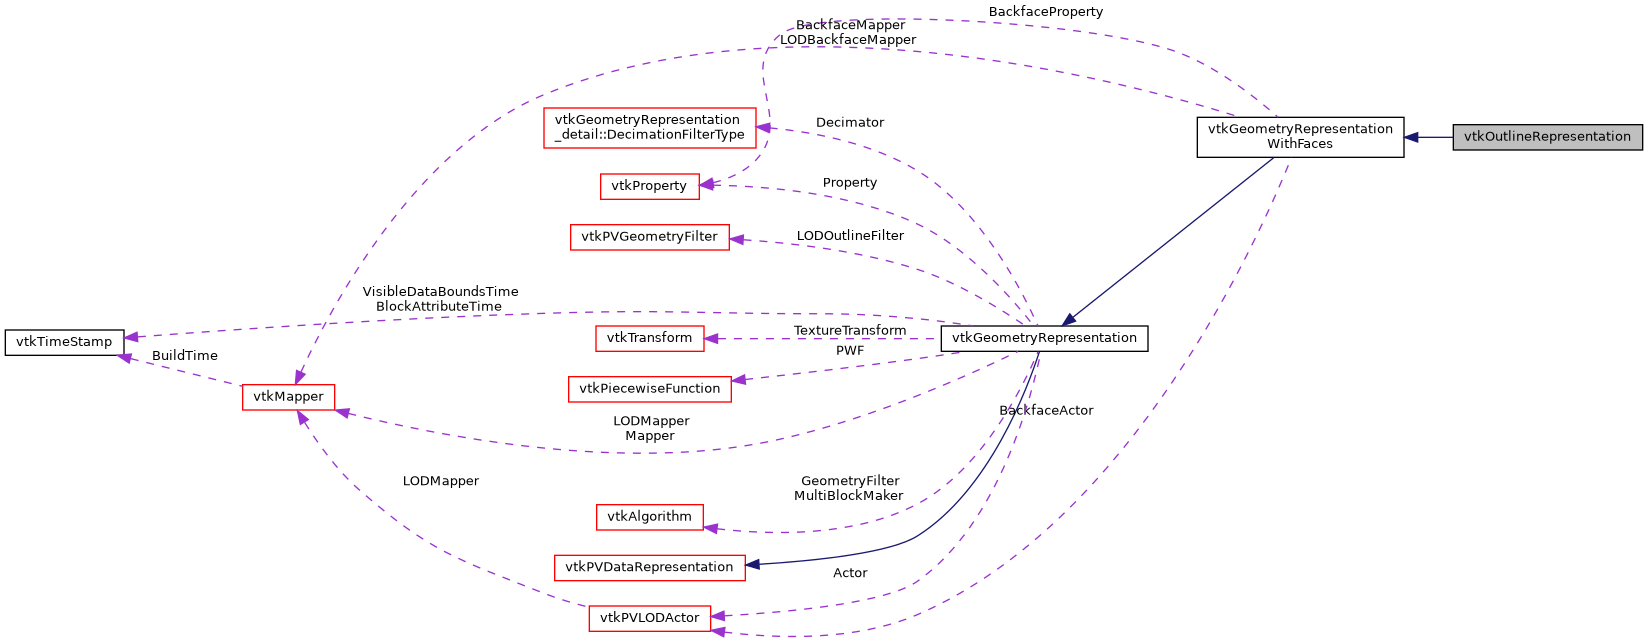 BackfaceProperty
BackfaceMapper
LODBackfaceMapper
vtkGeometryRepresentation
_detail::DecimationFilterType
Decimator
vtkGeometryRepresentation
WithFaces
vtkOutlineRepresentation
vtkProperty
Property
vtkPVGeometryFilter
LODOutlineFilter
VisibleDataBoundsTime
BlockAttributeTime
vtkTimeStamp
BuildTime
vtkTransform
TextureTransform
vtkGeometryRepresentation
PWF
vtkPiecewiseFunction
vtkMapper
LODMapper
Mapper
BackfaceActor
LODMapper
GeometryFilter
MultiBlockMaker
vtkAlgorithm
vtkPVDataRepresentation
Actor
vtkPVLODActor